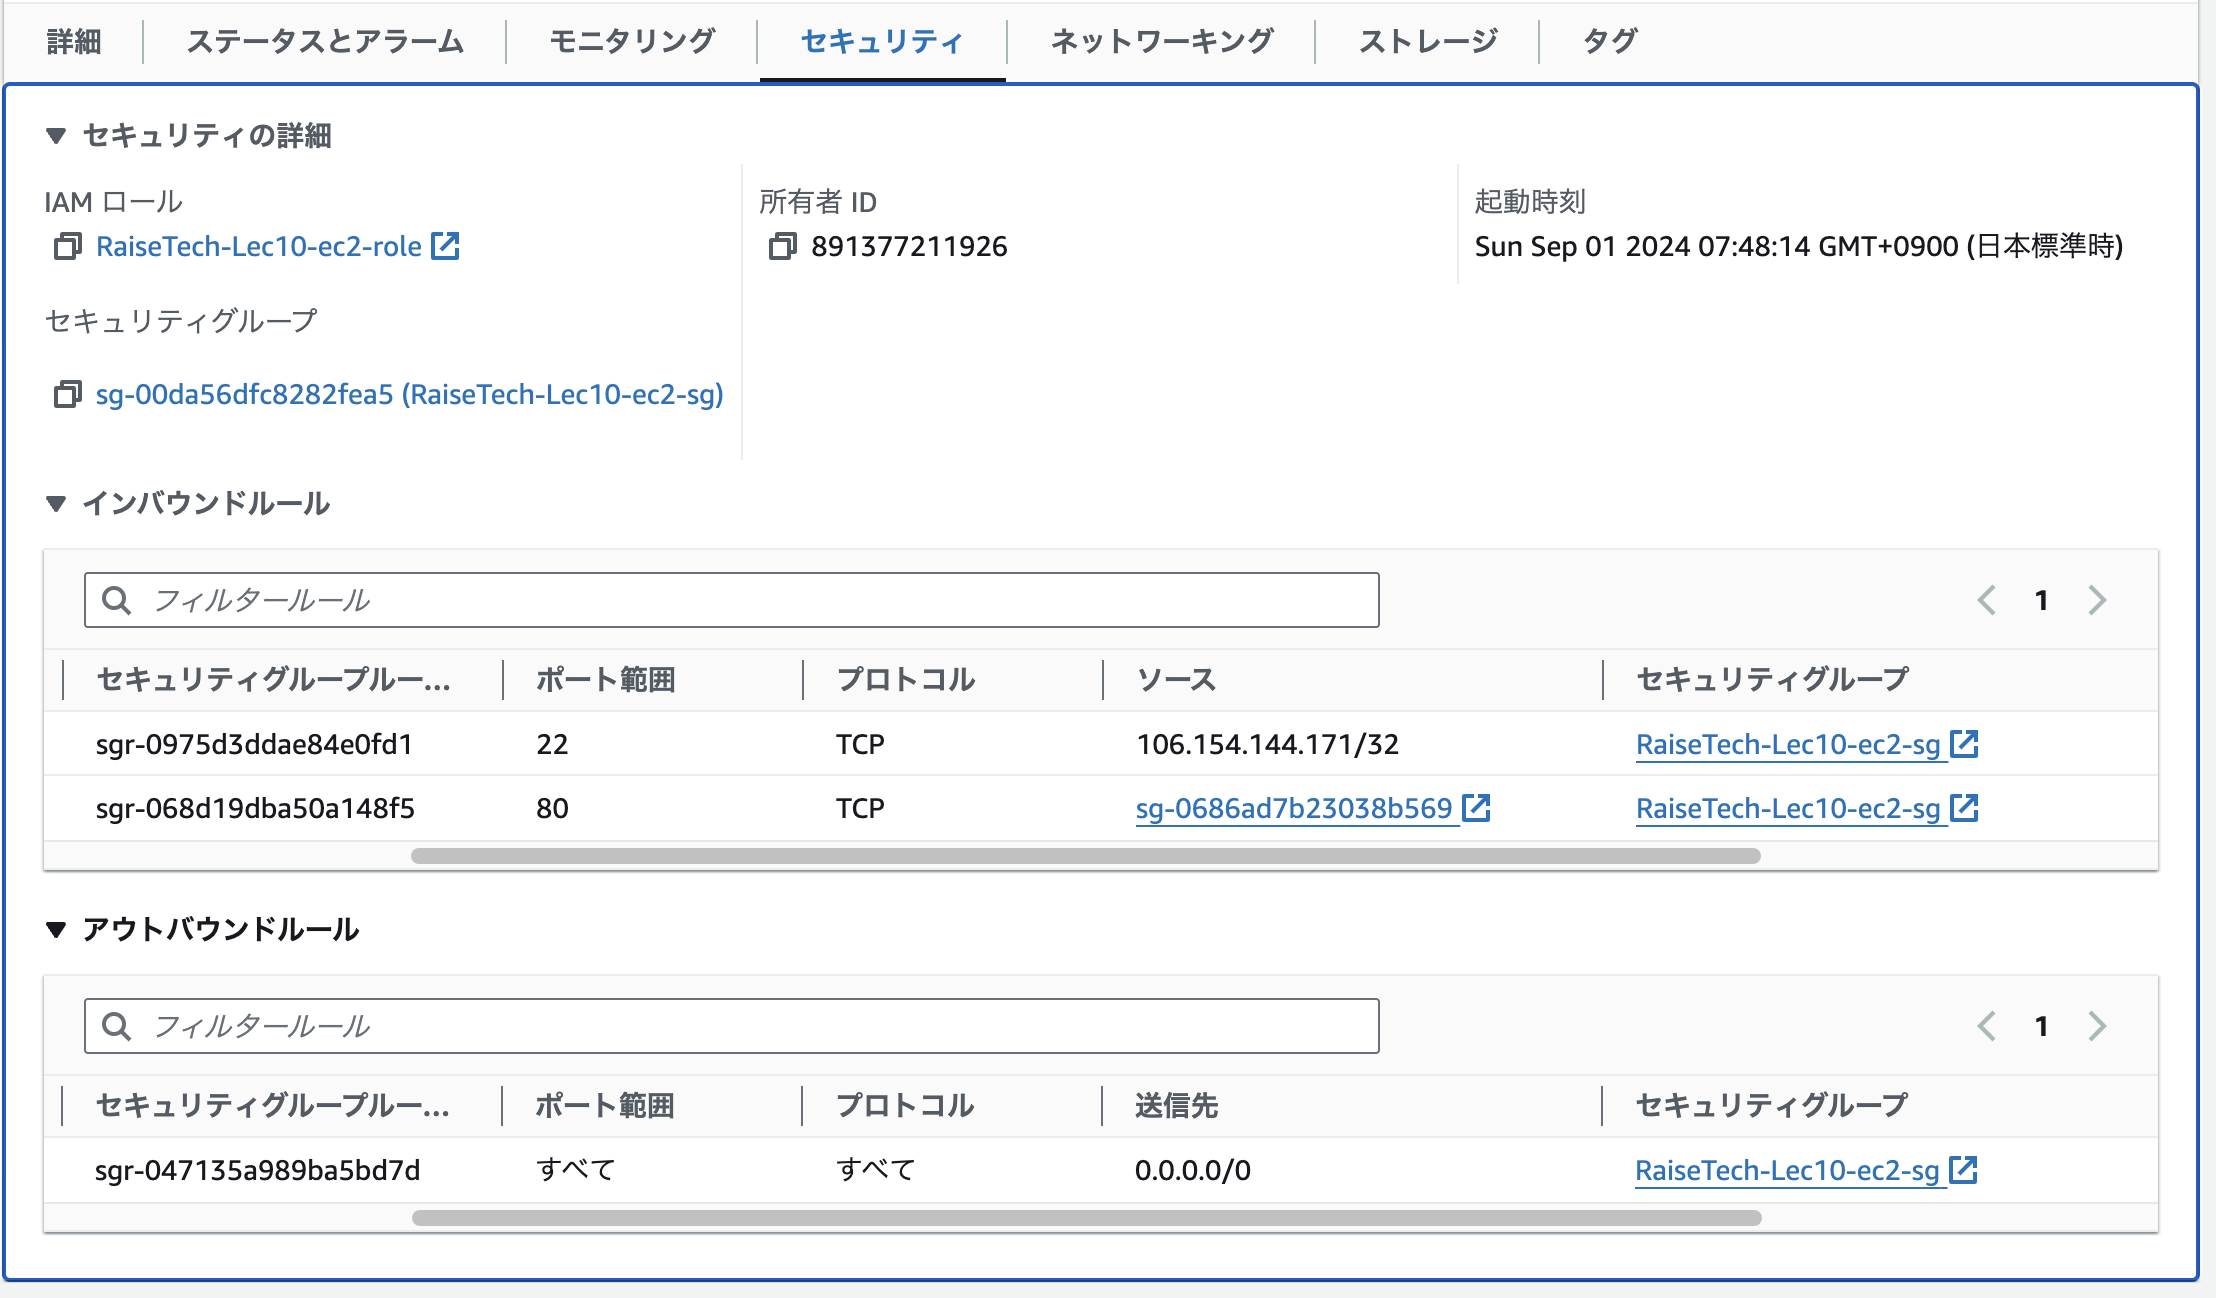 詳細 ステータスとアラーム モニタリング セキュリティ ネットワーキング ストレージ タグ
▼ セキュリティの詳細
IAM ロール
RaiseTech-Lec10-ec2-role
所有者 ID
891377211926
起動時刻
Sun Sep 01 2024 07:48:14 GMT+0900 (日本標準時)
セキュリティグループ
sg-00da56dfc8282fea5 (RaiseTech-Lec10-ec2-sg)
▼ インバウンドルール
フィルタールール 1
セキュリティグループルー... ポート範囲 プロトコル ソース セキュリティグループ
sgr-0975d3ddae84e0fd1 22 TCP 106.154.144.171/32 RaiseTech-Lec10-ec2-sg
sgr-068d19dba50a148f5 80 TCP sg-0686ad7b23038b569 RaiseTech-Lec10-ec2-sg
▼ アウトバウンドルール
フィルタールール 1
セキュリティグループルー... ポート範囲 プロトコル 送信先 セキュリティグループ
sgr-047135a989ba5bd7d すべて すべて 0.0.0.0/0 RaiseTech-Lec10-ec2-sg